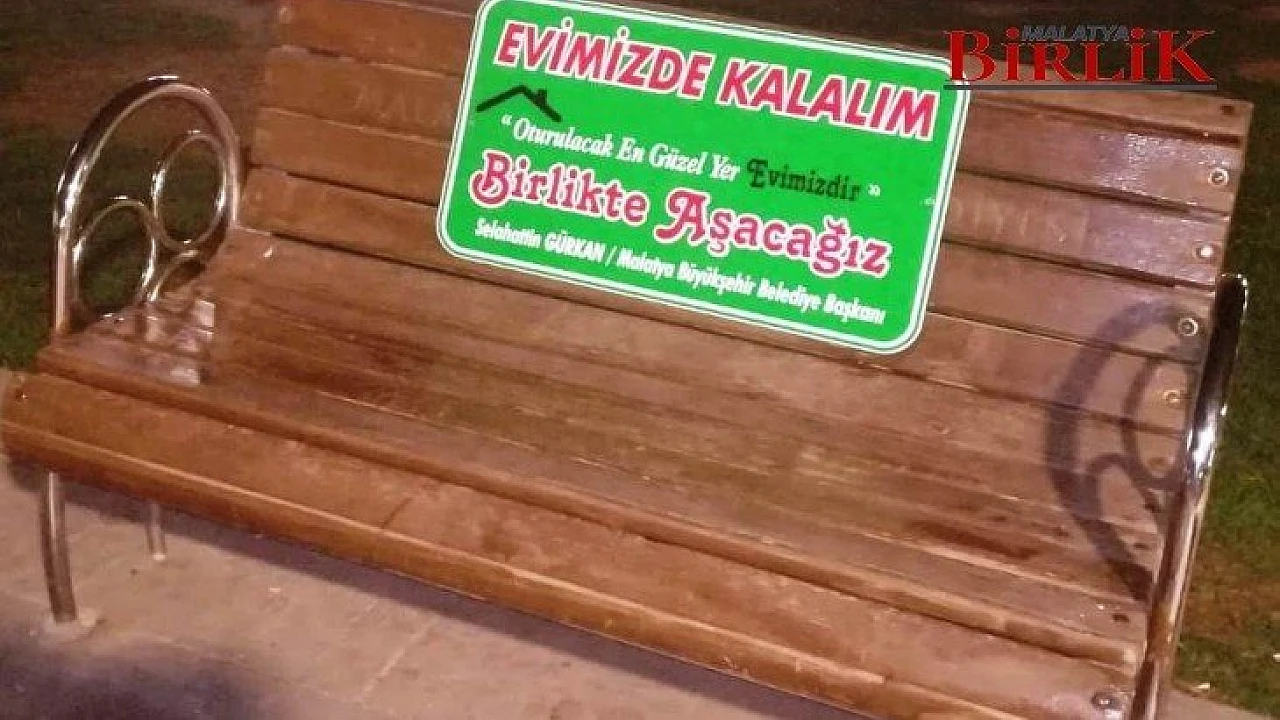 MALATYA
BİRLİK
EVİMİZDE KALALIM
“Oturulacak En Güzel Yer Evimizdir”
Birlikte Aşacağız
Selahattin GÜRKAN / Malatya Büyükşehir Belediye Başkanı